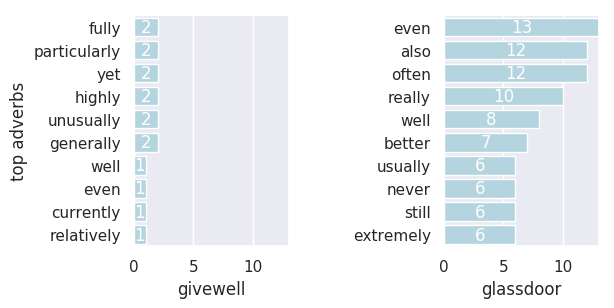 top adverbs
fully 2
particularly 2
yet 2
highly 2
unusually 2
generally 2
well 1
even 1
currently 1
relatively 1
0 5 10
givewell
even 13
also 12
often 12
really 10
well 8
better 7
usually 6
never 6
still 6
extremely 6
0 5 10
glassdoor